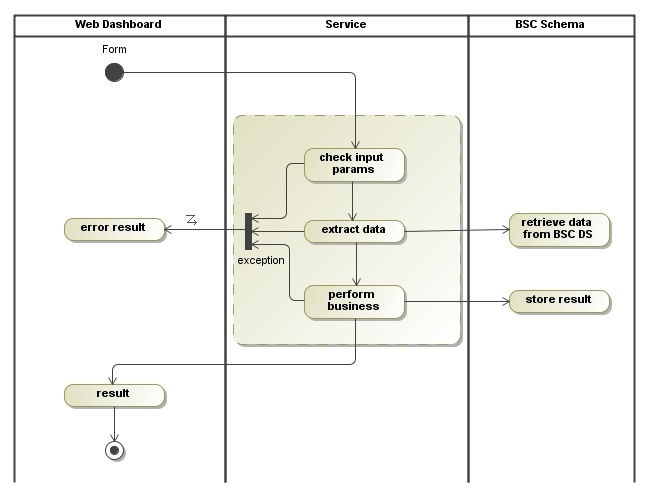 Web Dashboard
Service
BSC Schema
Form
check input
params
error result
extract data
retrieve data
from BSC DS
exception
perform
business
store result
result